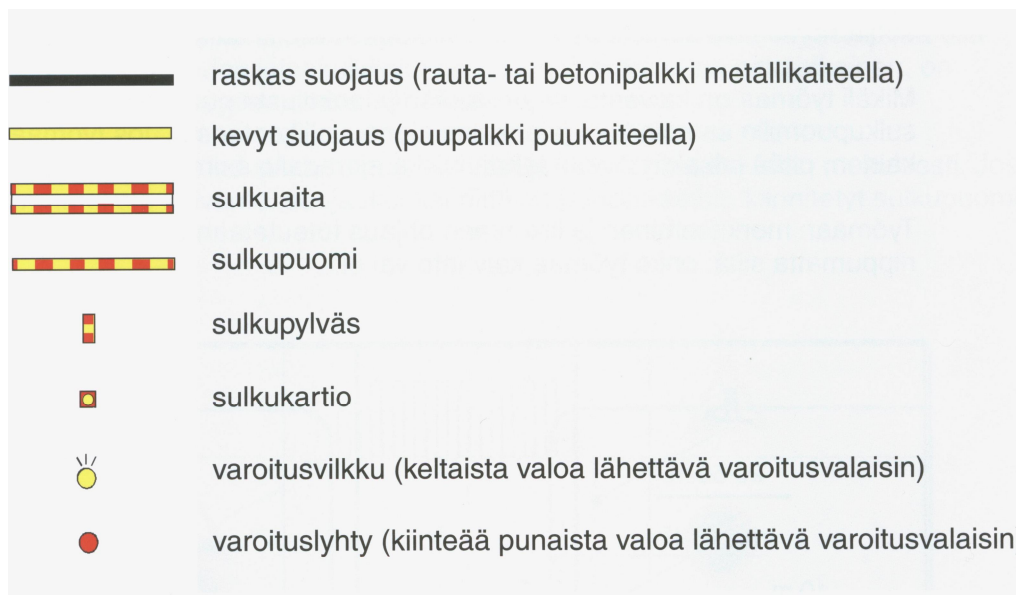 raskas suojaus (rauta- tai betonipalkki metallikaiteella)
kevyt suojaus (puupalkki puukaiteella)
sulkuaita
sulkupuomi
sulkupylväs
sulkukartio
varoitusvilkku (keltaista valoa lähettävä varoitusvalaisin)
varoituslyhty (kiinteää punaista valoa lähettävä varoitusvalaisin